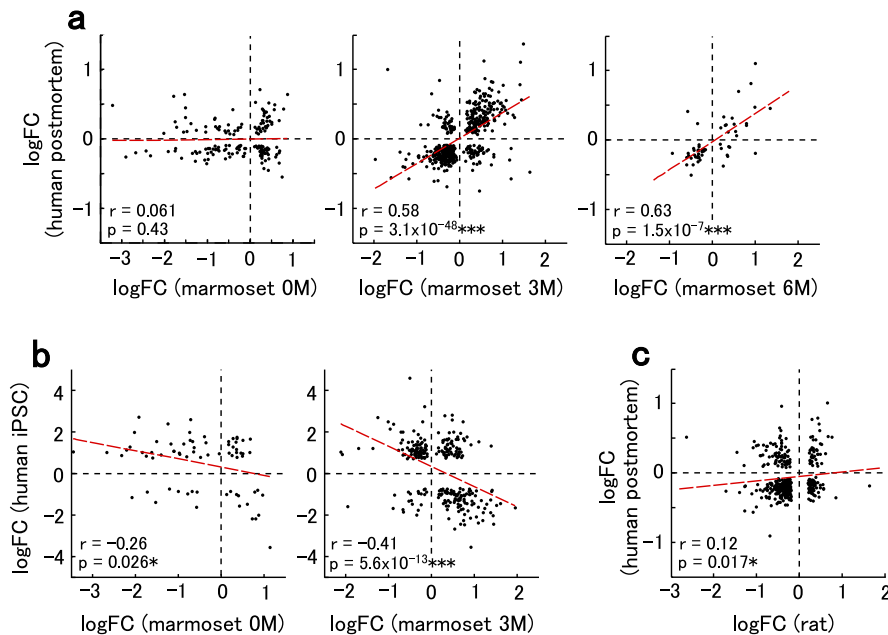 a
logFC
(human postmortem)
1
0
−1
r = 0.061
p = 0.43
−3 −2 −1 0 1
logFC (marmoset 0M)
1
0
−1
r = 0.58
p = 3.1x10⁻⁴⁸***
−2 −1 0 1 2
logFC (marmoset 3M)
1
0
−1
r = 0.63
p = 1.5x10⁻⁷***
−2 −1 0 1 2
logFC (marmoset 6M)
b
logFC (human iPSC)
4
2
0
−2
−4
r = −0.26
p = 0.026*
−3 −2 −1 0 1
logFC (marmoset 0M)
4
2
0
−2
−4
r = −0.41
p = 5.6x10⁻¹³***
−2 −1 0 1 2
logFC (marmoset 3M)
c
logFC
(human postmortem)
1
0
−1
r = 0.12
p = 0.017*
−3 −2 −1 0 1 2
logFC (rat)